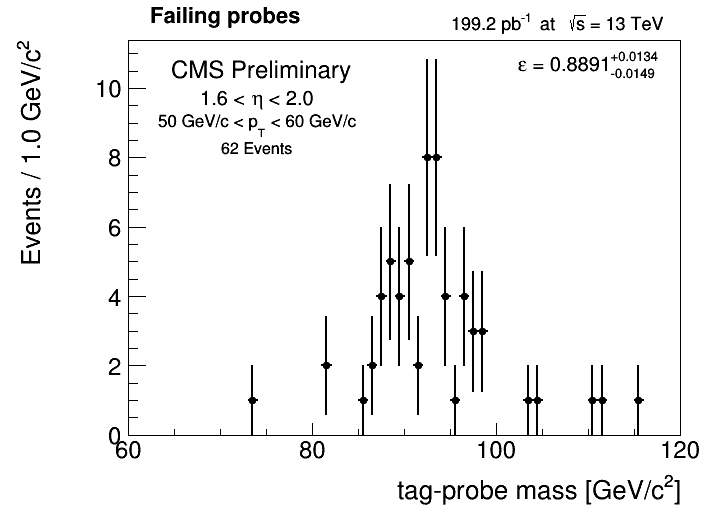 Failing probes
199.2 pb⁻¹ at √s = 13 TeV
CMS Preliminary
1.6 < η < 2.0
50 GeV/c < p_T < 60 GeV/c
62 Events
ε = 0.8891 +0.0134 -0.0149
Events / 1.0 GeV/c²
10
8
6
4
2
0
60 80 100 120
tag-probe mass [GeV/c²]